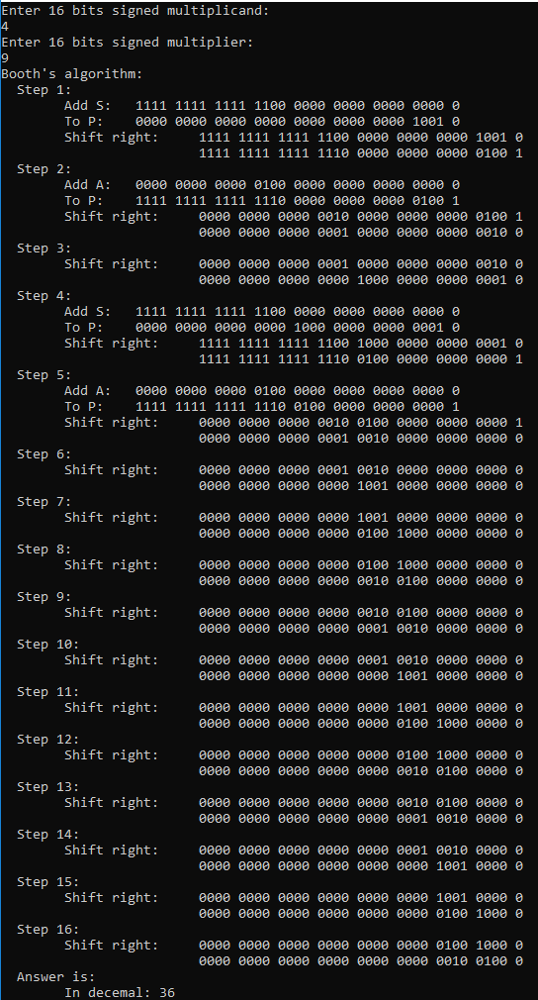 Enter 16 bits signed multiplicand:
4
Enter 16 bits signed multiplier:
9
Booth's algorithm:
Step 1:
Add S: 1111 1111 1111 1100 0000 0000 0000 0000 0
To P: 0000 0000 0000 0000 0000 0000 0000 1001 0
Shift right: 1111 1111 1111 1100 0000 0000 0000 1001 0
1111 1111 1111 1110 0000 0000 0000 0100 1
Step 2:
Add A: 0000 0000 0000 0100 0000 0000 0000 0000 0
To P: 1111 1111 1111 1110 0000 0000 0000 0100 1
Shift right: 0000 0000 0000 0010 0000 0000 0000 0100 1
0000 0000 0000 0001 0000 0000 0000 0010 0
Step 3:
Shift right: 0000 0000 0000 0001 0000 0000 0000 0010 0
0000 0000 0000 0000 1000 0000 0000 0001 0
Step 4:
Add S: 1111 1111 1111 1100 0000 0000 0000 0000 0
To P: 0000 0000 0000 0000 1000 0000 0000 0001 0
Shift right: 1111 1111 1111 1100 1000 0000 0000 0001 0
1111 1111 1111 1110 0100 0000 0000 0000 1
Step 5:
Add A: 0000 0000 0000 0100 0000 0000 0000 0000 0
To P: 1111 1111 1111 1110 0100 0000 0000 0000 1
Shift right: 0000 0000 0000 0010 0100 0000 0000 0000 1
0000 0000 0000 0001 0010 0000 0000 0000 0
Step 6:
Shift right: 0000 0000 0000 0001 0010 0000 0000 0000 0
0000 0000 0000 0000 1001 0000 0000 0000 0
Step 7:
Shift right: 0000 0000 0000 0000 1001 0000 0000 0000 0
0000 0000 0000 0000 0100 1000 0000 0000 0
Step 8:
Shift right: 0000 0000 0000 0000 0100 1000 0000 0000 0
0000 0000 0000 0000 0010 0100 0000 0000 0
Step 9:
Shift right: 0000 0000 0000 0000 0010 0100 0000 0000 0
0000 0000 0000 0000 0001 0010 0000 0000 0
Step 10:
Shift right: 0000 0000 0000 0000 0001 0010 0000 0000 0
0000 0000 0000 0000 0000 1001 0000 0000 0
Step 11:
Shift right: 0000 0000 0000 0000 0000 1001 0000 0000 0
0000 0000 0000 0000 0000 0100 1000 0000 0
Step 12:
Shift right: 0000 0000 0000 0000 0000 0100 1000 0000 0
0000 0000 0000 0000 0000 0010 0100 0000 0
Step 13:
Shift right: 0000 0000 0000 0000 0000 0010 0100 0000 0
0000 0000 0000 0000 0000 0001 0010 0000 0
Step 14:
Shift right: 0000 0000 0000 0000 0000 0001 0010 0000 0
0000 0000 0000 0000 0000 0000 1001 0000 0
Step 15:
Shift right: 0000 0000 0000 0000 0000 0000 1001 0000 0
0000 0000 0000 0000 0000 0000 0100 1000 0
Step 16:
Shift right: 0000 0000 0000 0000 0000 0000 0100 1000 0
0000 0000 0000 0000 0000 0000 0010 0100 0
Answer is:
In decemal: 36